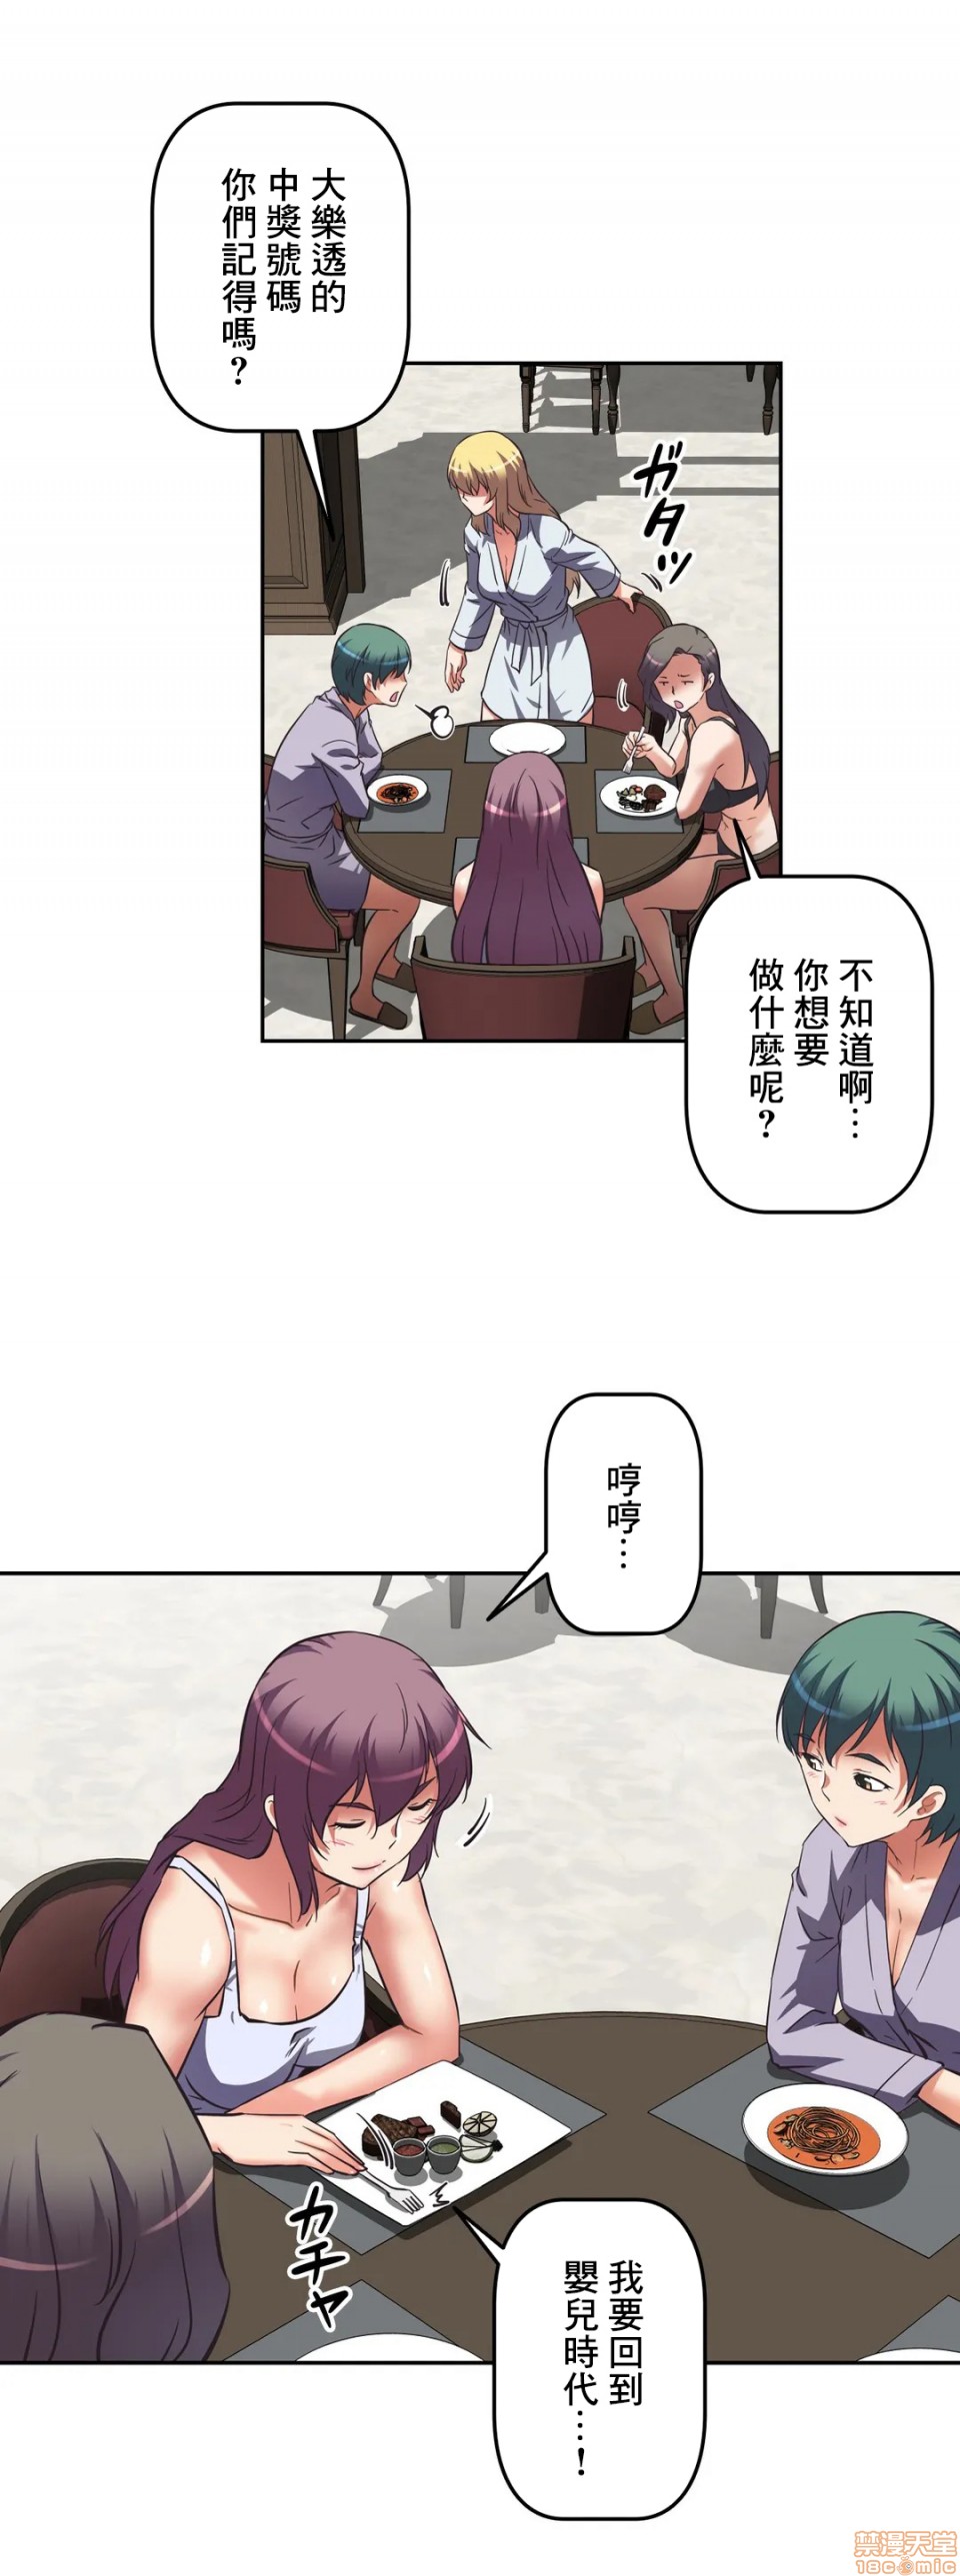 大樂透的
中獎號碼
你們記得嗎?
ガタッ
不知道啊…
你想要
做什麼呢?
哼哼…
カチャ
我要回到
嬰兒時代…!
禁漫天堂
18comic